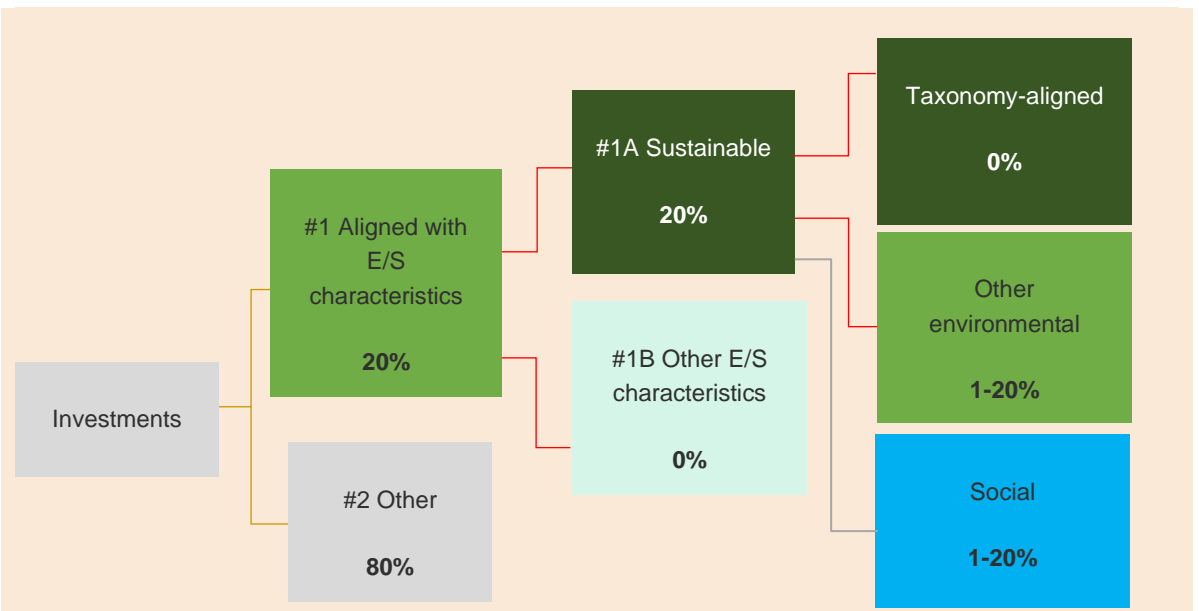 Investments
#1 Aligned with
E/S
characteristics
20%
#2 Other
80%
#1A Sustainable
20%
#1B Other E/S
characteristics
0%
Taxonomy-aligned
0%
Other
environmental
1-20%
Social
1-20%